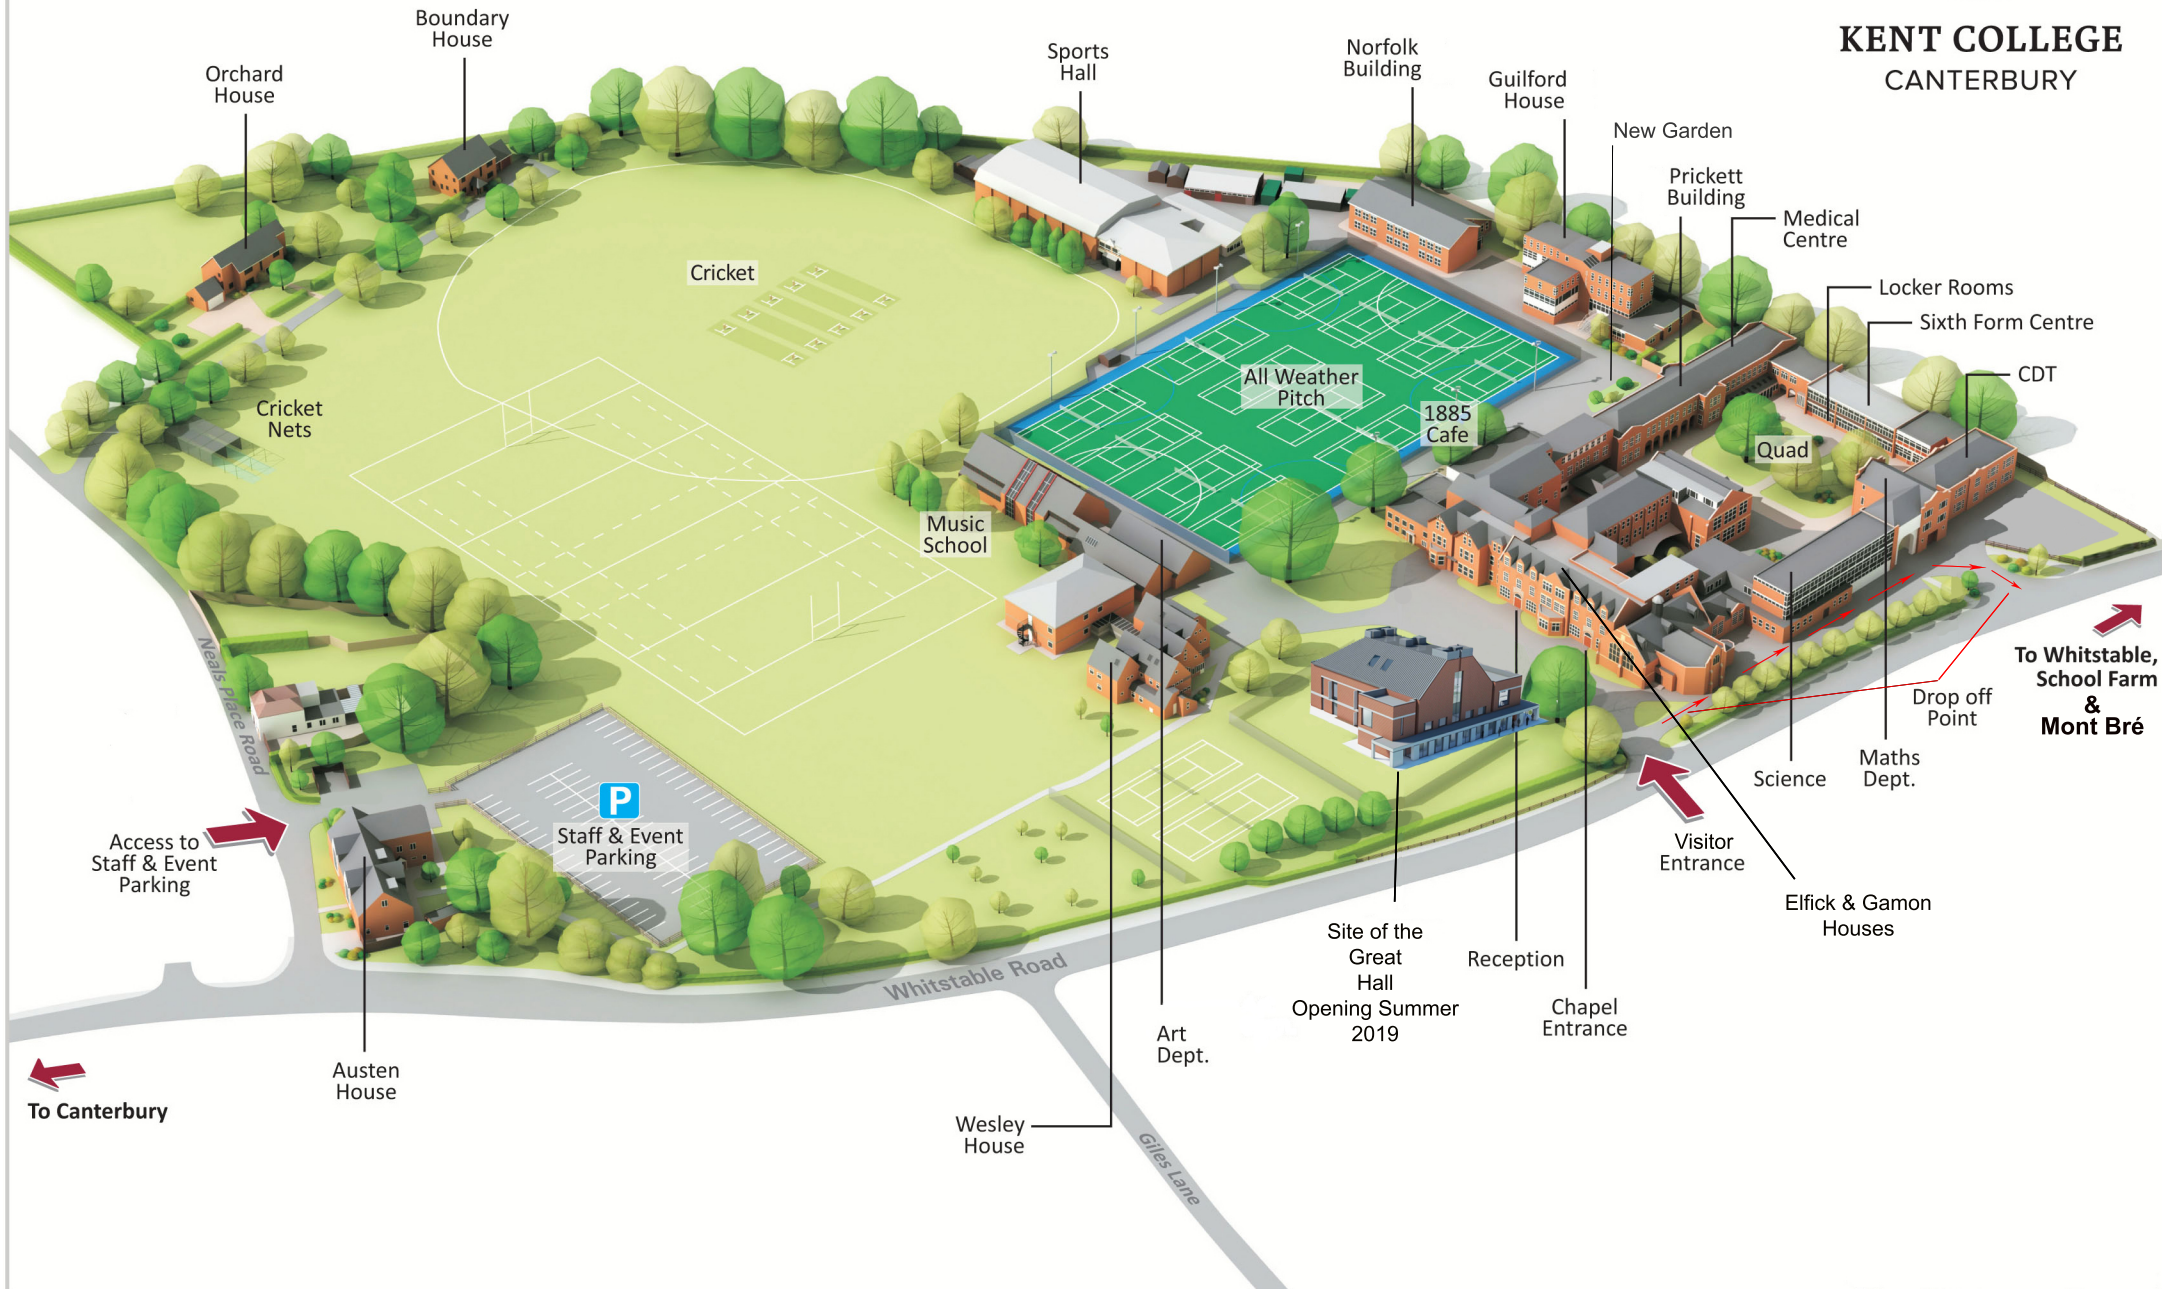 KENT COLLEGE
CANTERBURY
Boundary
House
Orchard
House
Sports
Hall
Norfolk
Building
Guilford
House
New Garden
Prickett
Building
Medical
Centre
Locker Rooms
Sixth Form Centre
CDT
Cricket
Cricket
Nets
All Weather
Pitch
1885
Cafe
Quad
Music
School
Neals Place Road
P
Staff & Event
Parking
Access to
Staff & Event
Parking
To Whitstable,
School Farm
&
Mont Bré
Drop off
Point
Science
Maths
Dept.
Visitor
Entrance
Elfick & Gamon
Houses
Site of the
Great
Hall
Opening Summer
2019
Reception
Chapel
Entrance
Whitstable Road
Art
Dept.
Austen
House
To Canterbury
Wesley
House
Giles Lane